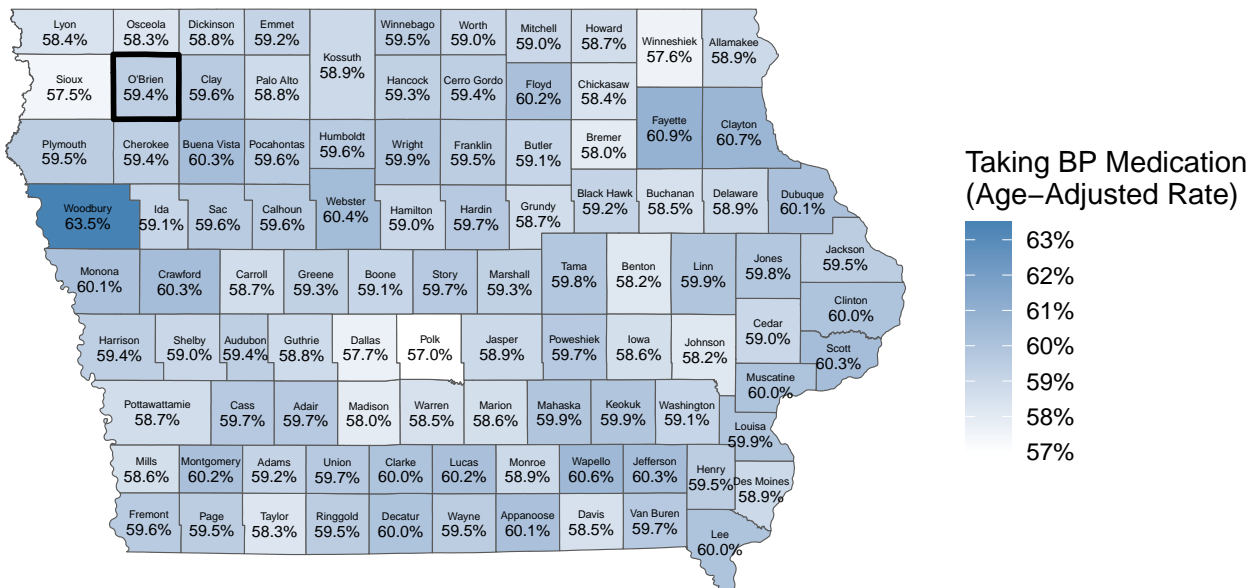 Lyon
58.4%
Osceola
58.3%
Dickinson
58.8%
Emmet
59.2%
Winnebago
59.5%
Worth
59.0%
Mitchell
59.0%
Howard
58.7%
Winneshiek
57.6%
Allamakee
58.9%
Kossuth
58.9%
Sioux
57.5%
O'Brien
59.4%
Clay
59.6%
Palo Alto
58.8%
Hancock
59.3%
Cerro Gordo
59.4%
Floyd
60.2%
Chickasaw
58.4%
Fayette
60.9%
Clayton
60.7%
Plymouth
59.5%
Cherokee
59.4%
Buena Vista
60.3%
Pocahontas
59.6%
Humboldt
59.6%
Wright
59.9%
Franklin
59.5%
Butler
59.1%
Bremer
58.0%
Woodbury
63.5%
Ida
59.1%
Sac
59.6%
Calhoun
59.6%
Webster
60.4%
Hamilton
59.0%
Hardin
59.7%
Grundy
58.7%
Black Hawk
59.2%
Buchanan
58.5%
Delaware
58.9%
Dubuque
60.1%
Monona
60.1%
Crawford
60.3%
Carroll
58.7%
Greene
59.3%
Boone
59.1%
Story
59.7%
Marshall
59.3%
Tama
59.8%
Benton
58.2%
Linn
59.9%
Jones
59.8%
Jackson
59.5%
Clinton
60.0%
Harrison
59.4%
Shelby
59.0%
Audubon
59.4%
Guthrie
58.8%
Dallas
57.7%
Polk
57.0%
Jasper
58.9%
Poweshiek
59.7%
Iowa
58.6%
Johnson
58.2%
Cedar
59.0%
Scott
60.3%
Muscatine
60.0%
Pottawattamie
58.7%
Cass
59.7%
Adair
59.7%
Madison
58.0%
Warren
58.5%
Marion
58.6%
Mahaska
59.9%
Keokuk
59.9%
Washington
59.1%
Louisa
59.9%
Mills
58.6%
Montgomery
60.2%
Adams
59.2%
Union
59.7%
Clarke
60.0%
Lucas
60.2%
Monroe
58.9%
Wapello
60.6%
Jefferson
60.3%
Henry
59.5%
Des Moines
58.9%
Fremont
59.6%
Page
59.5%
Taylor
58.3%
Ringgold
59.5%
Decatur
60.0%
Wayne
59.5%
Appanoose
60.1%
Davis
58.5%
Van Buren
59.7%
Lee
60.0%
Taking BP Medication
(Age−Adjusted Rate)
63%
62%
61%
60%
59%
58%
57%